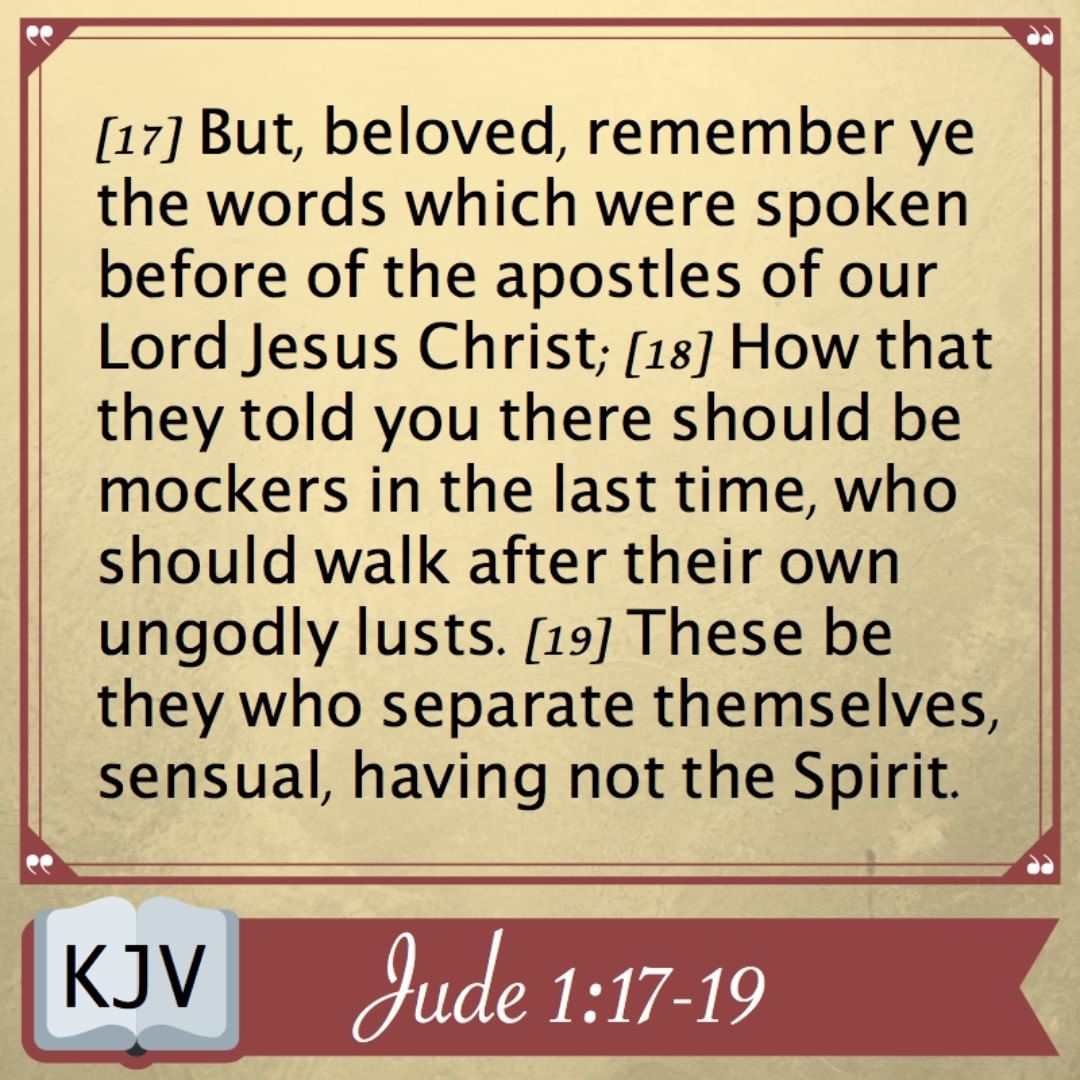 [17] But, beloved, remember ye
the words which were spoken
before of the apostles of our
Lord Jesus Christ; [18] How that
they told you there should be
mockers in the last time, who
should walk after their own
ungodly lusts. [19] These be
they who separate themselves,
sensual, having not the Spirit.
KJV
Jude 1:17-19